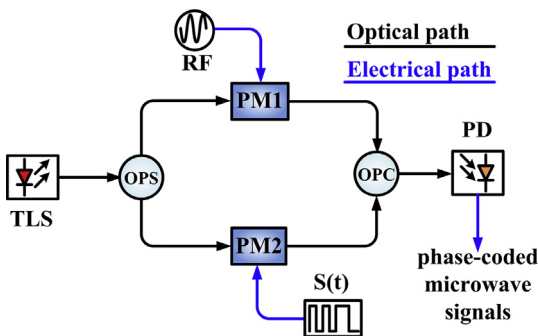 RF
Optical path
Electrical path
PM1
PD
TLS
OPS
OPC
PM2
S(t)
phase-coded
microwave
signals